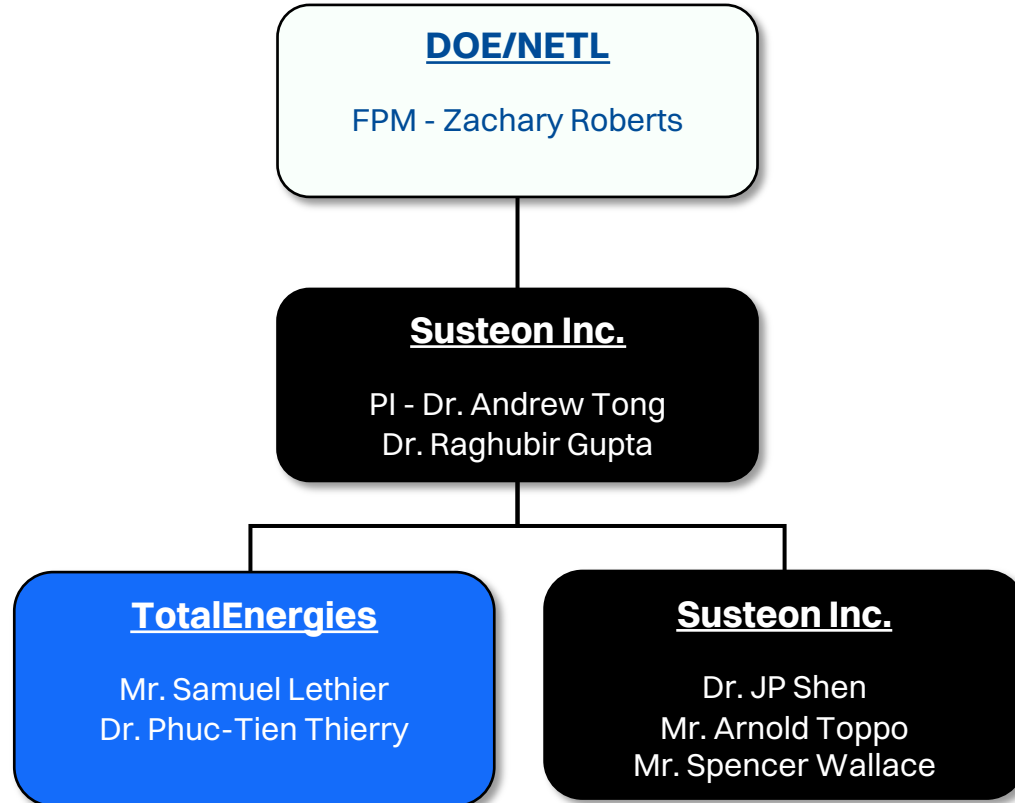 DOE/NETL
FPM - Zachary Roberts
Susteon Inc.
PI - Dr. Andrew Tong
Dr. Raghubir Gupta
TotalEnergies
Mr. Samuel Lethier
Dr. Phuc-Tien Thierry
Susteon Inc.
Dr. JP Shen
Mr. Arnold Toppo
Mr. Spencer Wallace